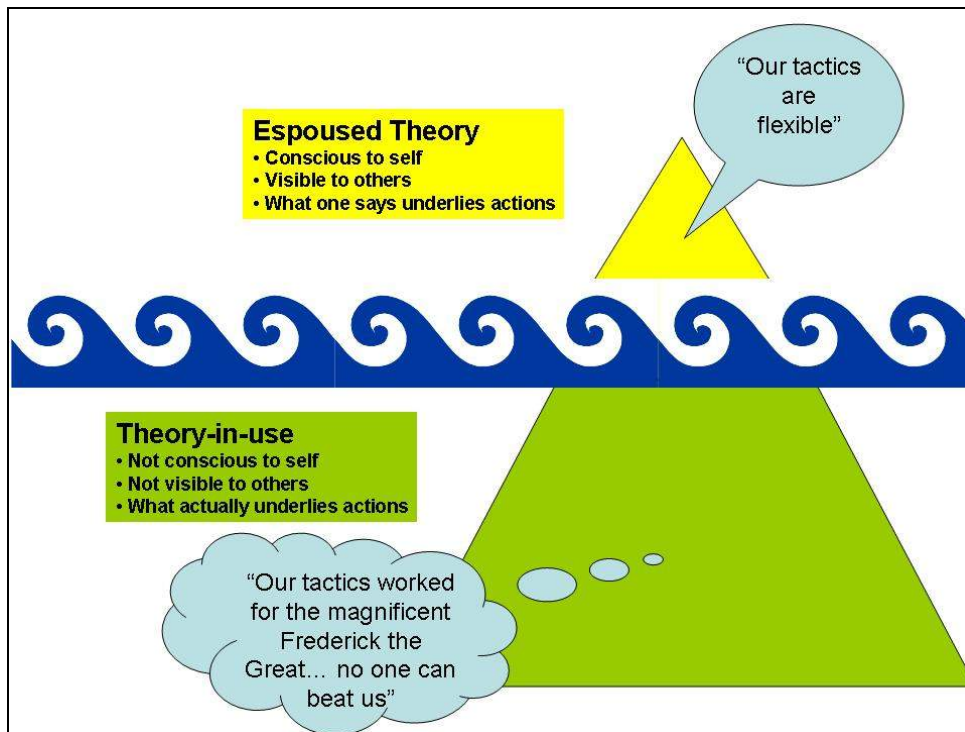 “Our tactics
are
flexible”
Espoused Theory
• Conscious to self
• Visible to others
• What one says underlies actions
Theory-in-use
• Not conscious to self
• Not visible to others
• What actually underlies actions
“Our tactics worked
for the magnificent
Frederick the
Great… no one can
beat us”